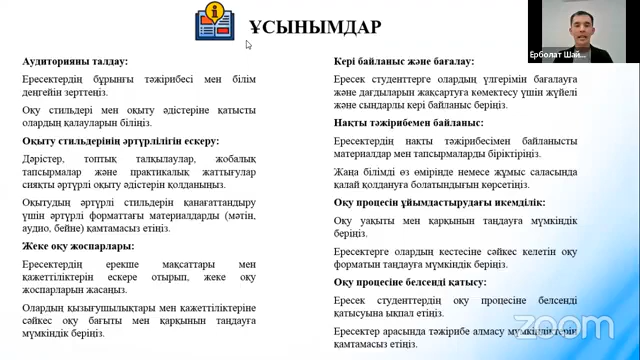 ҰСЫНЫМДАР
Аудиторияны талдау:
Ересектердің бұрынғы тәжірибесі мен білім
деңгейін зерттеңіз.
Оқу стильдері мен оқыту әдістеріне қатысты
олардың қалауларын біліңіз.
Оқыту стильдерінің әртүрлілігін ескеру:
Дәрістер, топтық талқылаулар, жобалық
тапсырмалар және практикалық жаттығулар
сияқты әртүрлі оқыту әдістерін қолданыңыз.
Оқытудың әртүрлі стильдерін қанағаттандыру
үшін әртүрлі форматтағы материалдарды (мәтін,
аудио, бейне) қамтамасыз етіңіз.
Жеке оқу жоспарлары:
Ересектердің ерекше мақсаттары мен
қажеттіліктерін ескере отырып, жеке оқу
жоспарларын жасаңыз.
Олардың қызығушылықтары мен қажеттіліктеріне
сәйкес оқу бағыты мен қарқынын таңдауға
мүмкіндік беріңіз.
Кері байланыс және бағалау:
Ересек студенттерге олардың үлгерімін бағалауға
және дағдыларын жақсартуға көмектесу үшін жүйелі
және сындарлы кері байланыс беріңіз.
Нақты тәжірибемен байланыс:
Ересектердің нақты тәжірибесімен байланысты
материалдар мен тапсырмаларды біріктіріңіз.
Жаңа білімді өз өмірінде немесе жұмыс саласында
қалай қолдануға болатындығын көрсетіңіз.
Оқу процесін ұйымдастырудағы икемділік:
Оқу уақыты мен қарқынын таңдауға мүмкіндік
беріңіз.
Ересектерге олардың кестесіне сәйкес келетін оқу
форматын таңдауға мүмкіндік беріңіз.
Оқу процесіне белсенді қатысу:
Ересек студенттердің оқу процесіне белсенді
қатысуына ықпал етіңіз.
Ересектер арасында тәжірибе алмасу мүмкіндіктерін
қамтамасыз етіңіз.
Ерболат Шай...
zoom